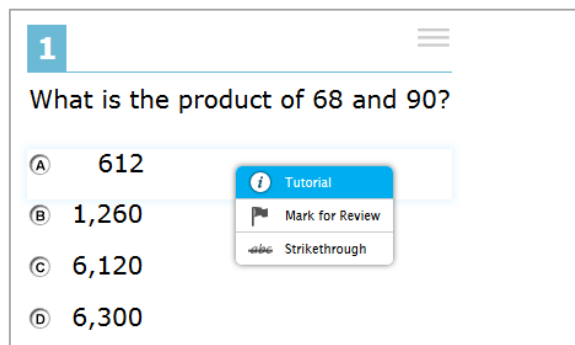 1
What is the product of 68 and 90?
A 612
B 1,260
C 6,120
D 6,300
i Tutorial
Mark for Review
abc Strikethrough